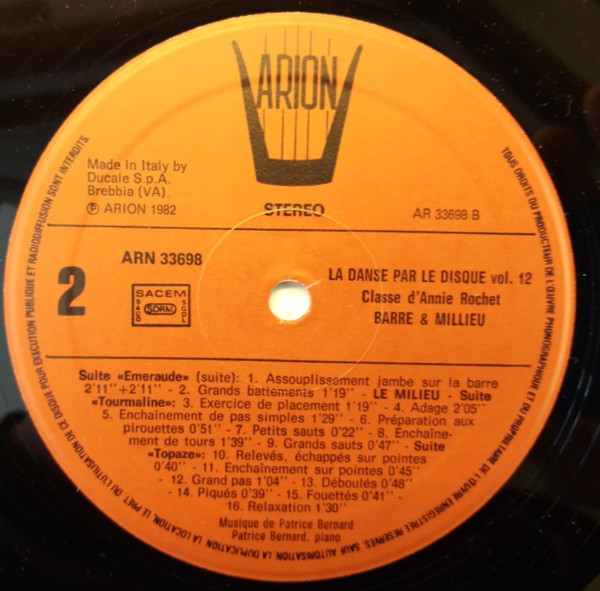 ARION
Made in Italy by
Ducale S.p.A.
Brebbia (VA).
Ⓟ ARION 1982
STEREO
AR 33698 B
2
ARN 33698
SACEM
SACD
SDRM
SGDL
LA DANSE PAR LE DISQUE vol. 12
Classe d'Annie Rochet
BARRE & MILLIEU
Suite «Emeraude» (suite): 1. Assouplissement jambe sur la barre
2'11''+2'11'' - 2. Grands battements 1'19'' - LE MILIEU - Suite
«Tourmaline»: 3. Exercice de placement 1'19'' - 4. Adage 2'05''
5. Enchaînement de pas simples 1'29'' - 6. Préparation aux
pirouettes 0'51'' - 7. Petits sauts 0'22'' - 8. Enchaîne-
ment de tours 1'39'' - 9. Grands sauts 0'47'' - Suite
«Topaze»: 10. Relevés, échappés sur pointes
0'40'' - 11. Enchaînement sur pointes 0'45''
- 12. Grand pas 1'04'' - 13. Déboulés 0'48''
- 14. Piqués 0'39'' - 15. Fouettés 0'41'' -
16. Relaxation 1'30''
Musique de Patrice Bernard
Patrice Bernard, piano
TOUS DROITS DU PRODUCTEUR DE L'ŒUVRE PHONOGRAPHIQUE ET DU PROPRIETAIRE DE L'ŒUVRE ENREGISTREE RESERVES. SAUF AUTORISATION, LA DUPLICATION, LA LOCATION, LE PRET, OU L'UTILISATION DE CE DISQUE POUR EXECUTION PUBLIQUE ET RADIODIFFUSION SONT INTERDITS.